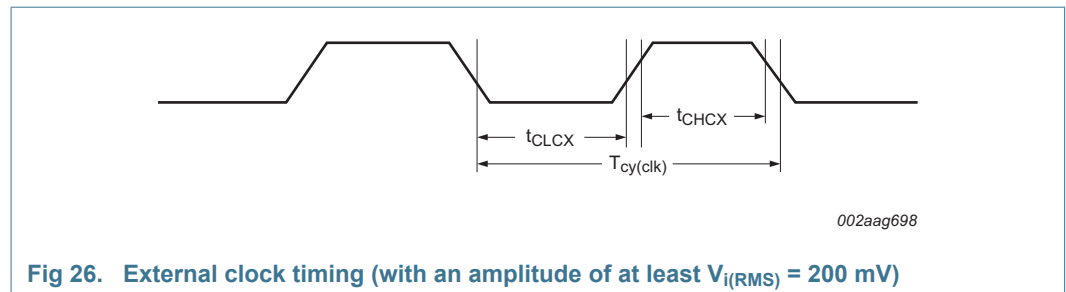 tCHCX
tCLCX
Tcy(clk)
002aag698
Fig 26. External clock timing (with an amplitude of at least Vi(RMS) = 200 mV)